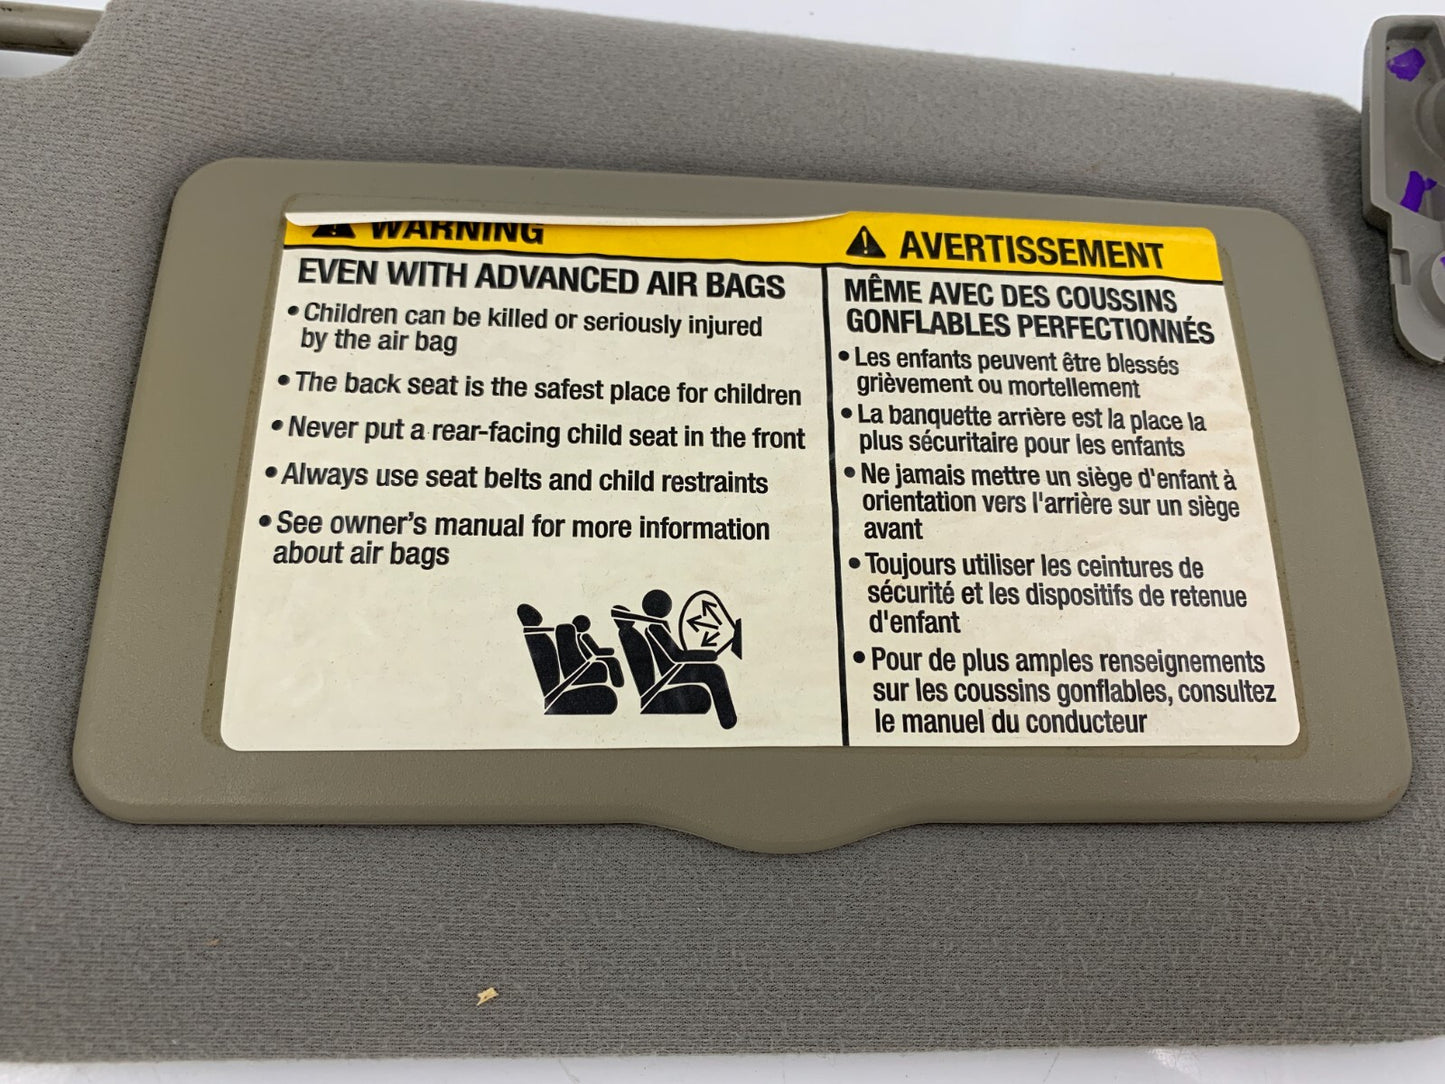 WARNING
EVEN WITH ADVANCED AIR BAGS
• Children can be killed or seriously injured
by the air bag
• The back seat is the safest place for children
• Never put a rear-facing child seat in the front
• Always use seat belts and child restraints
• See owner's manual for more information
about air bags
AVERTISSEMENT
MÊME AVEC DES COUSSINS
GONFLABLES PERFECTIONNÉS
• Les enfants peuvent être blessés
grièvement ou mortellement
• La banquette arrière est la place la
plus sécuritaire pour les enfants
• Ne jamais mettre un siège d'enfant à
orientation vers l'arrière sur un siège
avant
• Toujours utiliser les ceintures de
sécurité et les dispositifs de retenue
d'enfant
• Pour de plus amples renseignements
sur les coussins gonflables, consultez
le manuel du conducteur